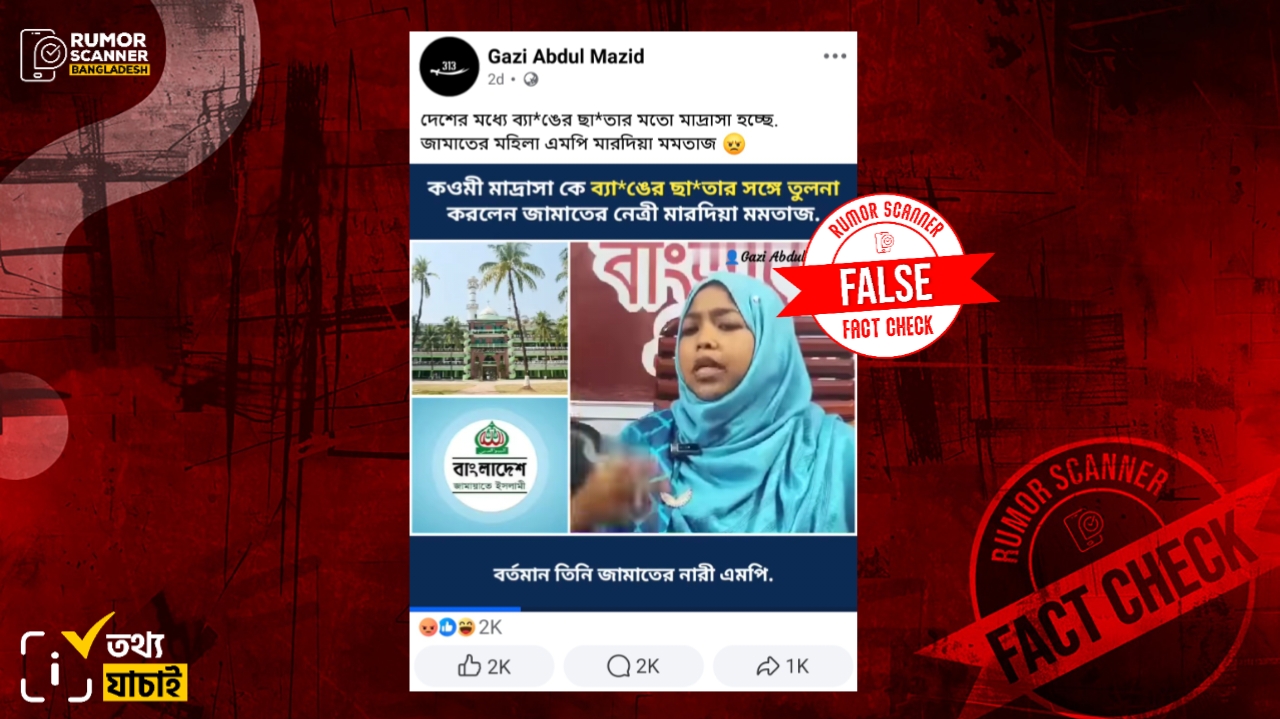 RUMOR
SCANNER
BANGLADESH
Gazi Abdul Mazid
2d
দেশের মধ্যে ব্যা*ঙের ছা*তার মতো মাদ্রাসা হচ্ছে.
জামাতের মহিলা এমপি মারদিয়া মমতাজ
কওমী মাদ্রাসা কে ব্যা*ঙের ছা*তার সঙ্গে তুলনা
করলেন জামাতের নেত্রী মারদিয়া মমতাজ.
Gazi Abdul
RUMOR SCANNER
FALSE
FACT CHECK
313
বাংলাদেশ
জামায়াতে ইসলামী
বর্তমান তিনি জামাতের নারী এমপি.
2K
2K
2K
1K
তথ্য
যাচাই
RUMOR SCANNER
FACT CHECK